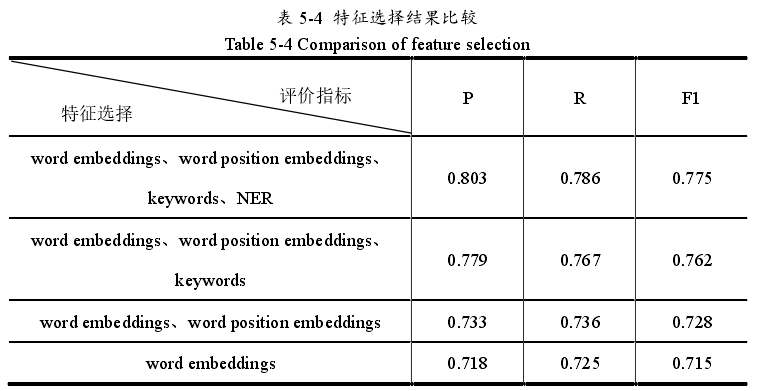 表 5-4 特征选择结果比较
Table 5-4 Comparison of feature selection
评价指标
特征选择
P R F1
word embeddings、word position embeddings、
keywords、NER
0.803 0.786 0.775
word embeddings、word position embeddings、
keywords
0.779 0.767 0.762
word embeddings、word position embeddings 0.733 0.736 0.728
word embeddings 0.718 0.725 0.715